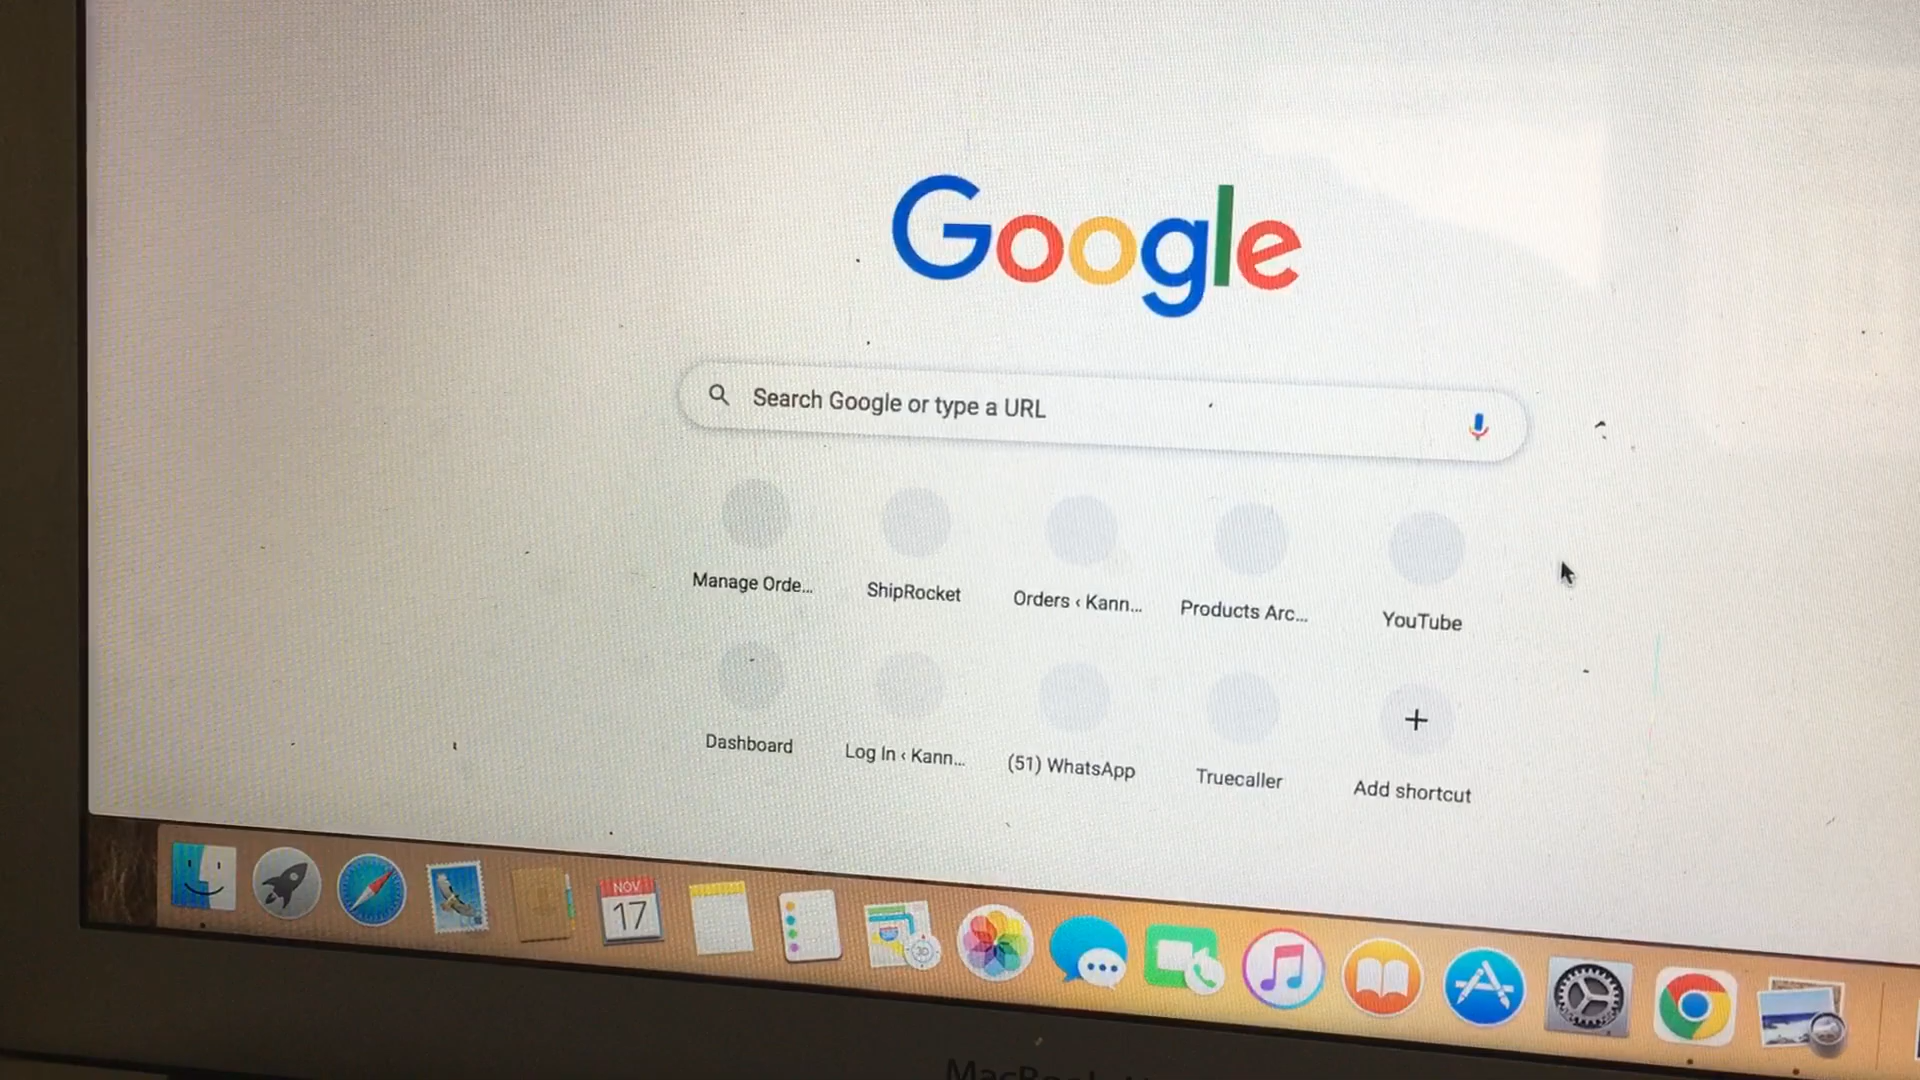 Google
Search Google or type a URL
Manage Orde...
ShipRocket
Orders ‹ Kann...
Products Arc...
YouTube
Dashboard
Log In ‹ Kann...
(51) WhatsApp
Truecaller
Add shortcut
NOV
17
3D